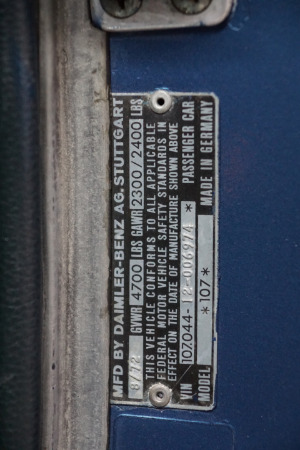 MFD BY DAIMLER-BENZ AG. STUTTGART
8/72 GVWR 4700 LBS GAWR 2300/2400 LBS
THIS VEHICLE CONFORMS TO ALL APPLICABLE
FEDERAL MOTOR VEHICLE SAFETY STANDARDS IN
EFFECT ON THE DATE OF MANUFACTURE SHOWN ABOVE
VIN 107.044-12-006974 * PASSENGER CAR
MODEL *107* MADE IN GERMANY